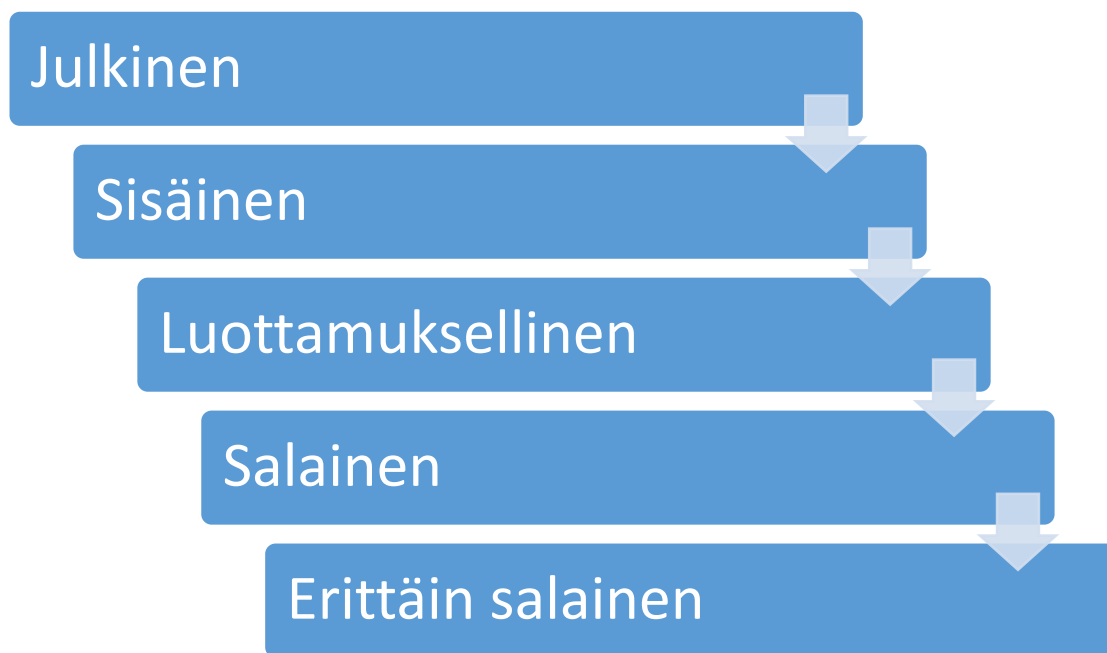 Julkinen
Sisäinen
Luottamuksellinen
Salainen
Erittäin salainen